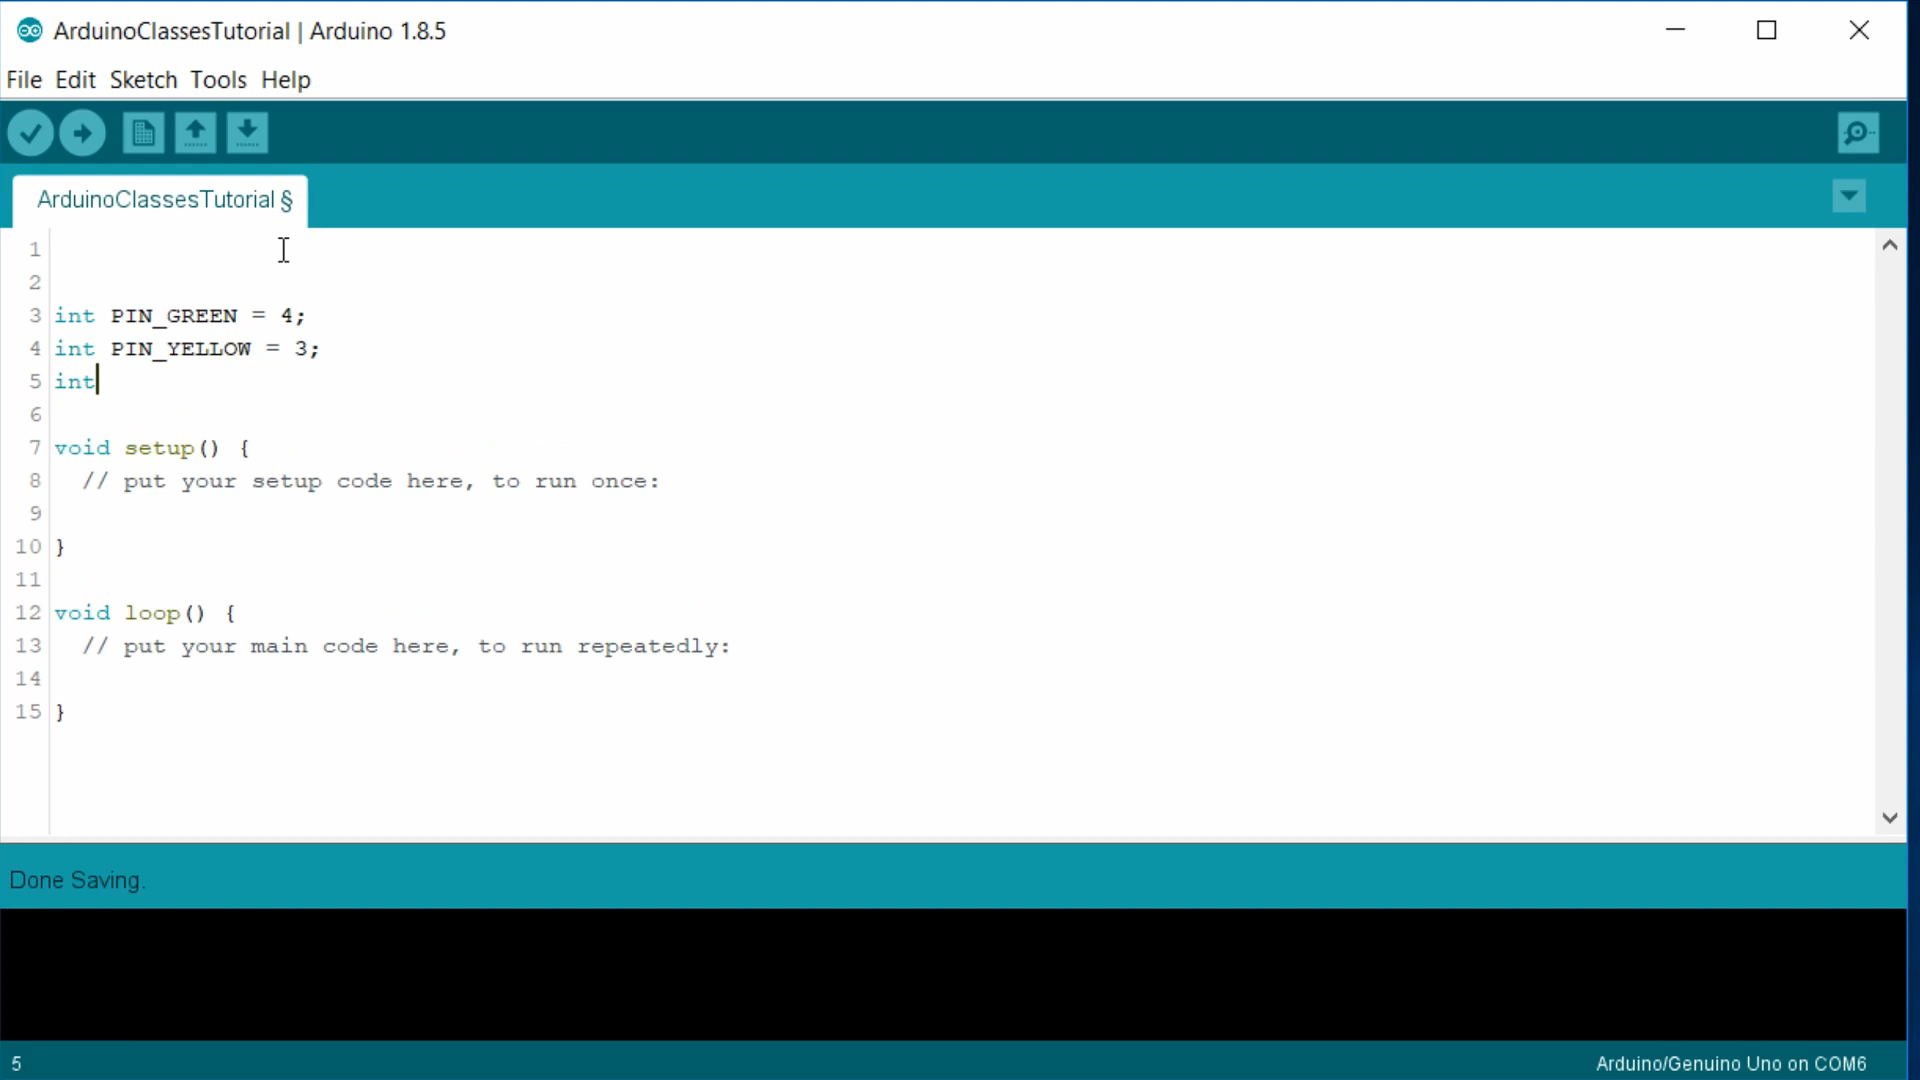 ArduinoClassesTutorial | Arduino 1.8.5
File Edit Sketch Tools Help
ArduinoClassesTutorial §
1
2
3 int PIN_GREEN = 4;
4 int PIN_YELLOW = 3;
5 int
6
7 void setup() {
8 // put your setup code here, to run once:
9
10 }
11
12 void loop() {
13 // put your main code here, to run repeatedly:
14
15 }
Done Saving.
5 Arduino/Genuino Uno on COM6